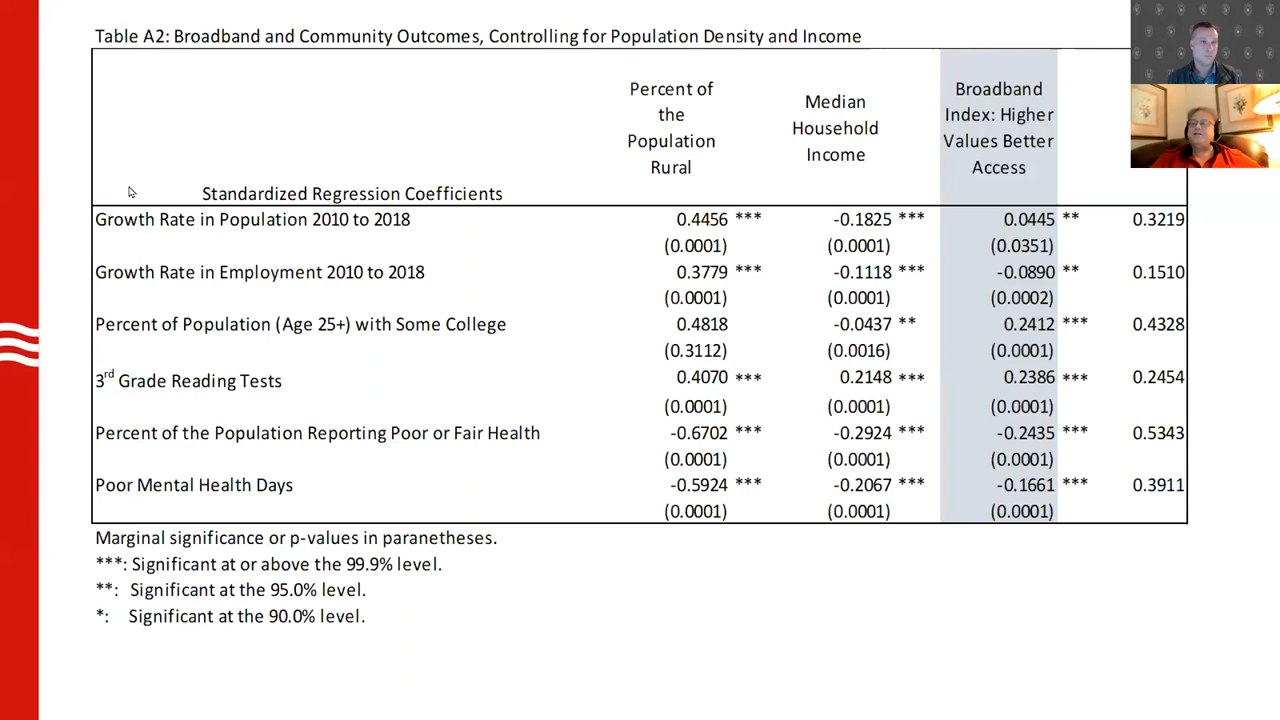 Table A2: Broadband and Community Outcomes, Controlling for Population Density and Income
Percent of the Population Rural
Median Household Income
Broadband Index: Higher Values Better Access
Standardized Regression Coefficients
Growth Rate in Population 2010 to 2018 0.4456 *** -0.1825 *** 0.0445 ** 0.3219
(0.0001) (0.0001) (0.0351)
Growth Rate in Employment 2010 to 2018 0.3779 *** -0.1118 *** -0.0890 ** 0.1510
(0.0001) (0.0001) (0.0002)
Percent of Population (Age 25+) with Some College 0.4818 -0.0437 ** 0.2412 *** 0.4328
(0.3112) (0.0016) (0.0001)
3rd Grade Reading Tests 0.4070 *** 0.2148 *** 0.2386 *** 0.2454
(0.0001) (0.0001) (0.0001)
Percent of the Population Reporting Poor or Fair Health -0.6702 *** -0.2924 *** -0.2435 *** 0.5343
(0.0001) (0.0001) (0.0001)
Poor Mental Health Days -0.5924 *** -0.2067 *** -0.1661 *** 0.3911
(0.0001) (0.0001) (0.0001)
Marginal significance or p-values in paranetheses.
***: Significant at or above the 99.9% level.
**: Significant at the 95.0% level.
*: Significant at the 90.0% level.